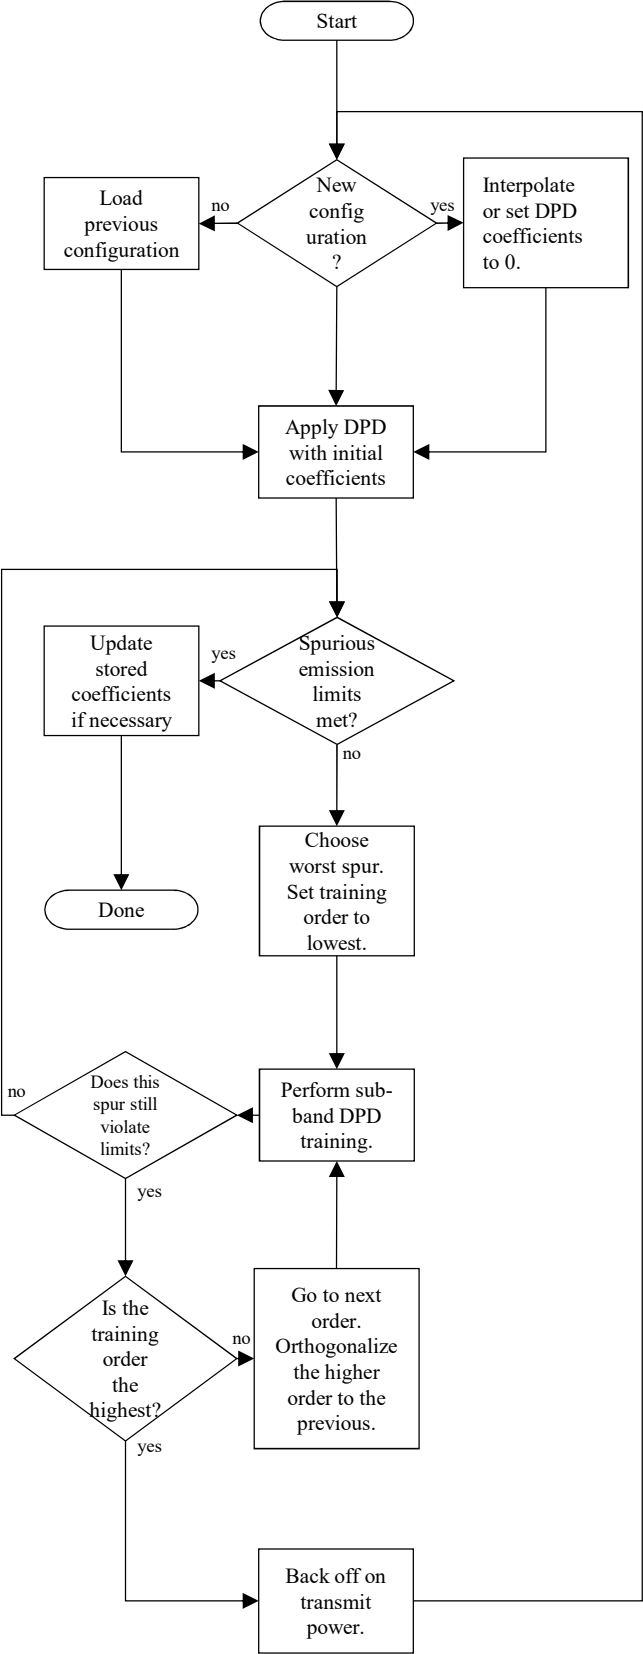 Start
New
config
uration
?
no
yes
Load
previous
configuration
Interpolate
or set DPD
coefficients
to 0.
Apply DPD
with initial
coefficients
Spurious
emission
limits
met?
yes
no
Update
stored
coefficients
if necessary
Done
Choose
worst spur.
Set training
order to
lowest.
Perform sub-
band DPD
training.
Does this
spur still
violate
limits?
no
yes
Is the
training
order
the
highest?
no
yes
Go to next
order.
Orthogonalize
the higher
order to the
previous.
Back off on
transmit
power.